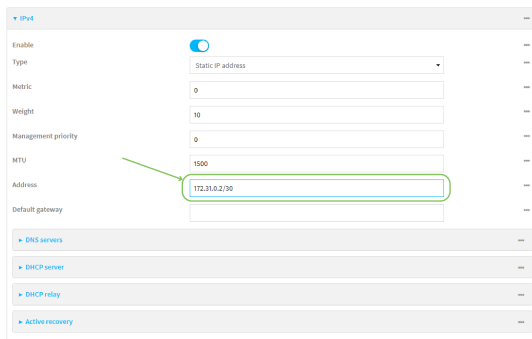 ▾ IPv4
Enable
Type Static IP address
Metric 0
Weight 10
Management priority 0
MTU 1500
Address 172.31.0.2/30
Default gateway
▸ DNS servers
▸ DHCP server
▸ DHCP relay
▸ Active recovery